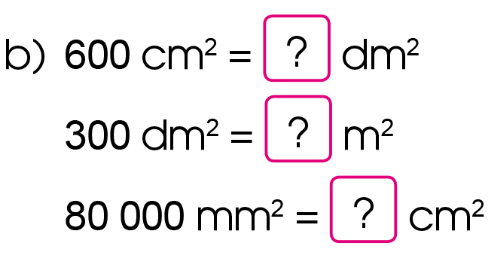 b) 600 cm² = ? dm²
300 dm² = ? m²
80 000 mm² = ? cm²